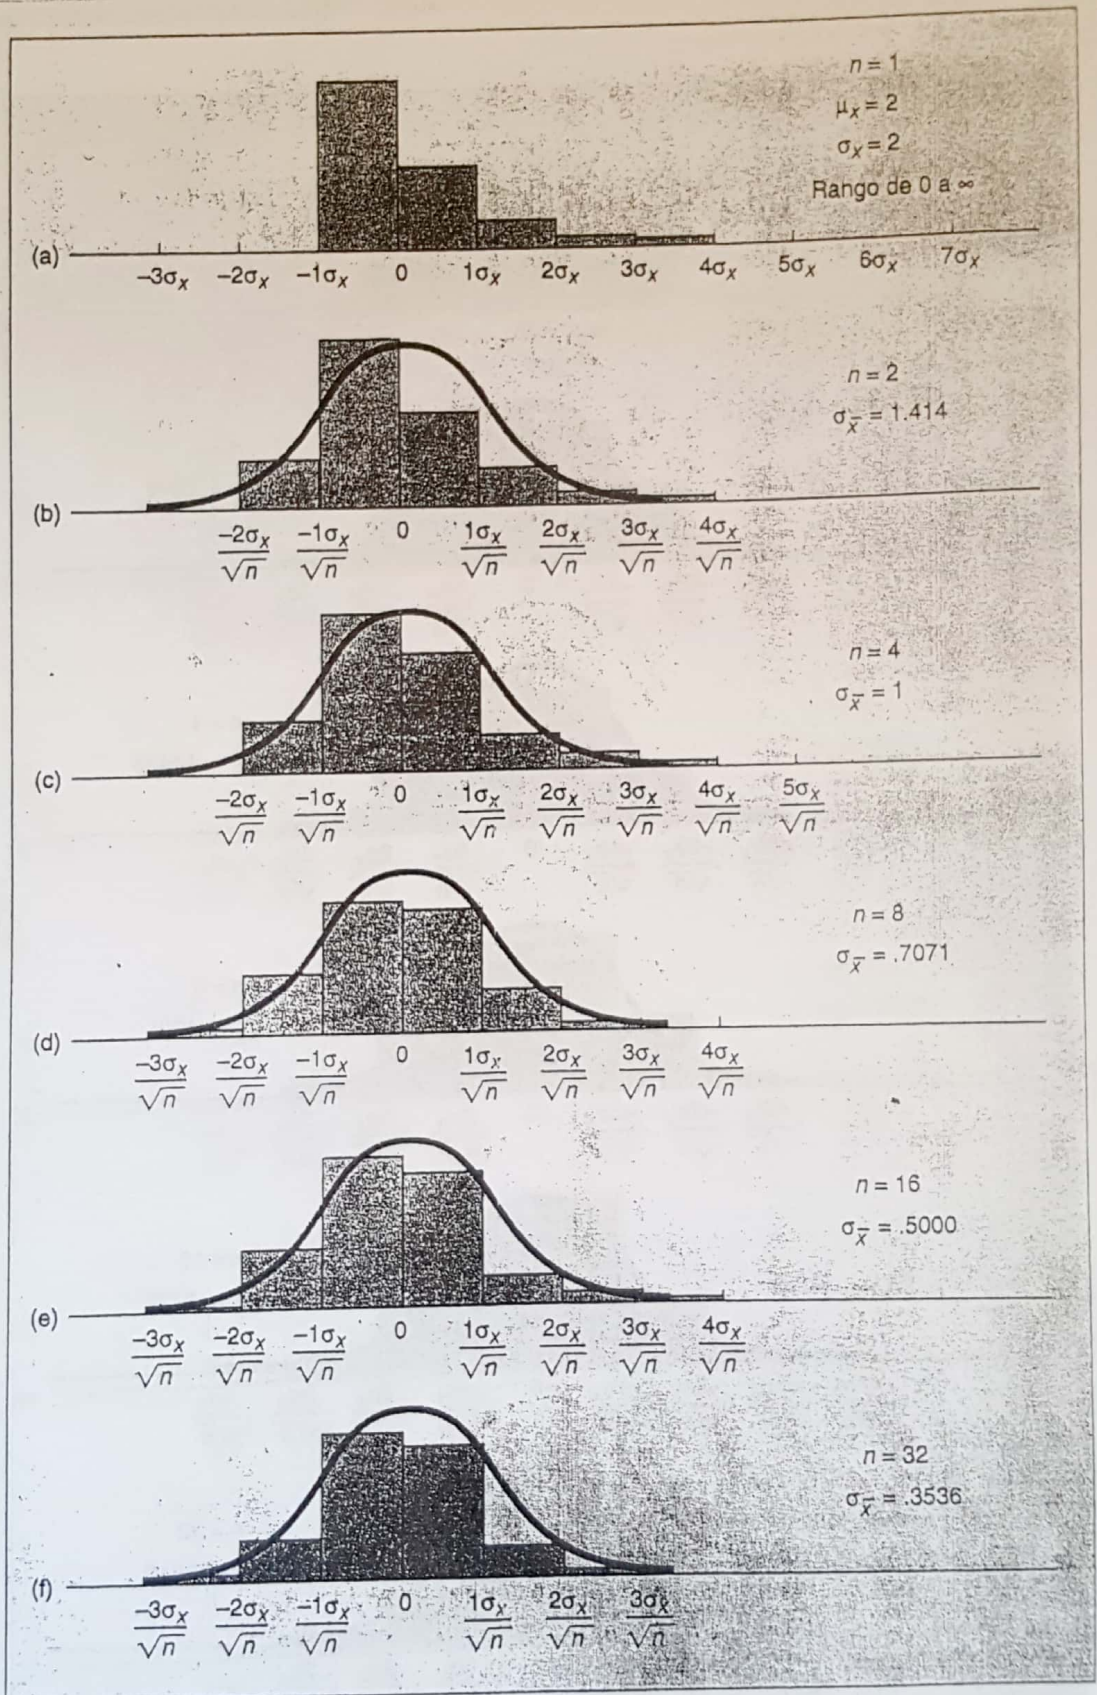 n = 1
μx = 2
σx = 2
Rango de 0 a ∞
(a)
–3σx –2σx –1σx 0 1σx 2σx 3σx 4σx 5σx 6σx 7σx
n = 2
σx̄ = 1.414
(b)
–2σx/√n –1σx/√n 0 1σx/√n 2σx/√n 3σx/√n 4σx/√n
n = 4
σx̄ = 1
(c)
–2σx/√n –1σx/√n 0 1σx/√n 2σx/√n 3σx/√n 4σx/√n 5σx/√n
n = 8
σx̄ = .7071
(d)
–3σx/√n –2σx/√n –1σx/√n 0 1σx/√n 2σx/√n 3σx/√n 4σx/√n
n = 16
σx̄ = .5000
(e)
–3σx/√n –2σx/√n –1σx/√n 0 1σx/√n 2σx/√n 3σx/√n 4σx/√n
n = 32
σx̄ = .3536
(f)
–3σx/√n –2σx/√n –1σx/√n 0 1σx/√n 2σx/√n 3σx/√n